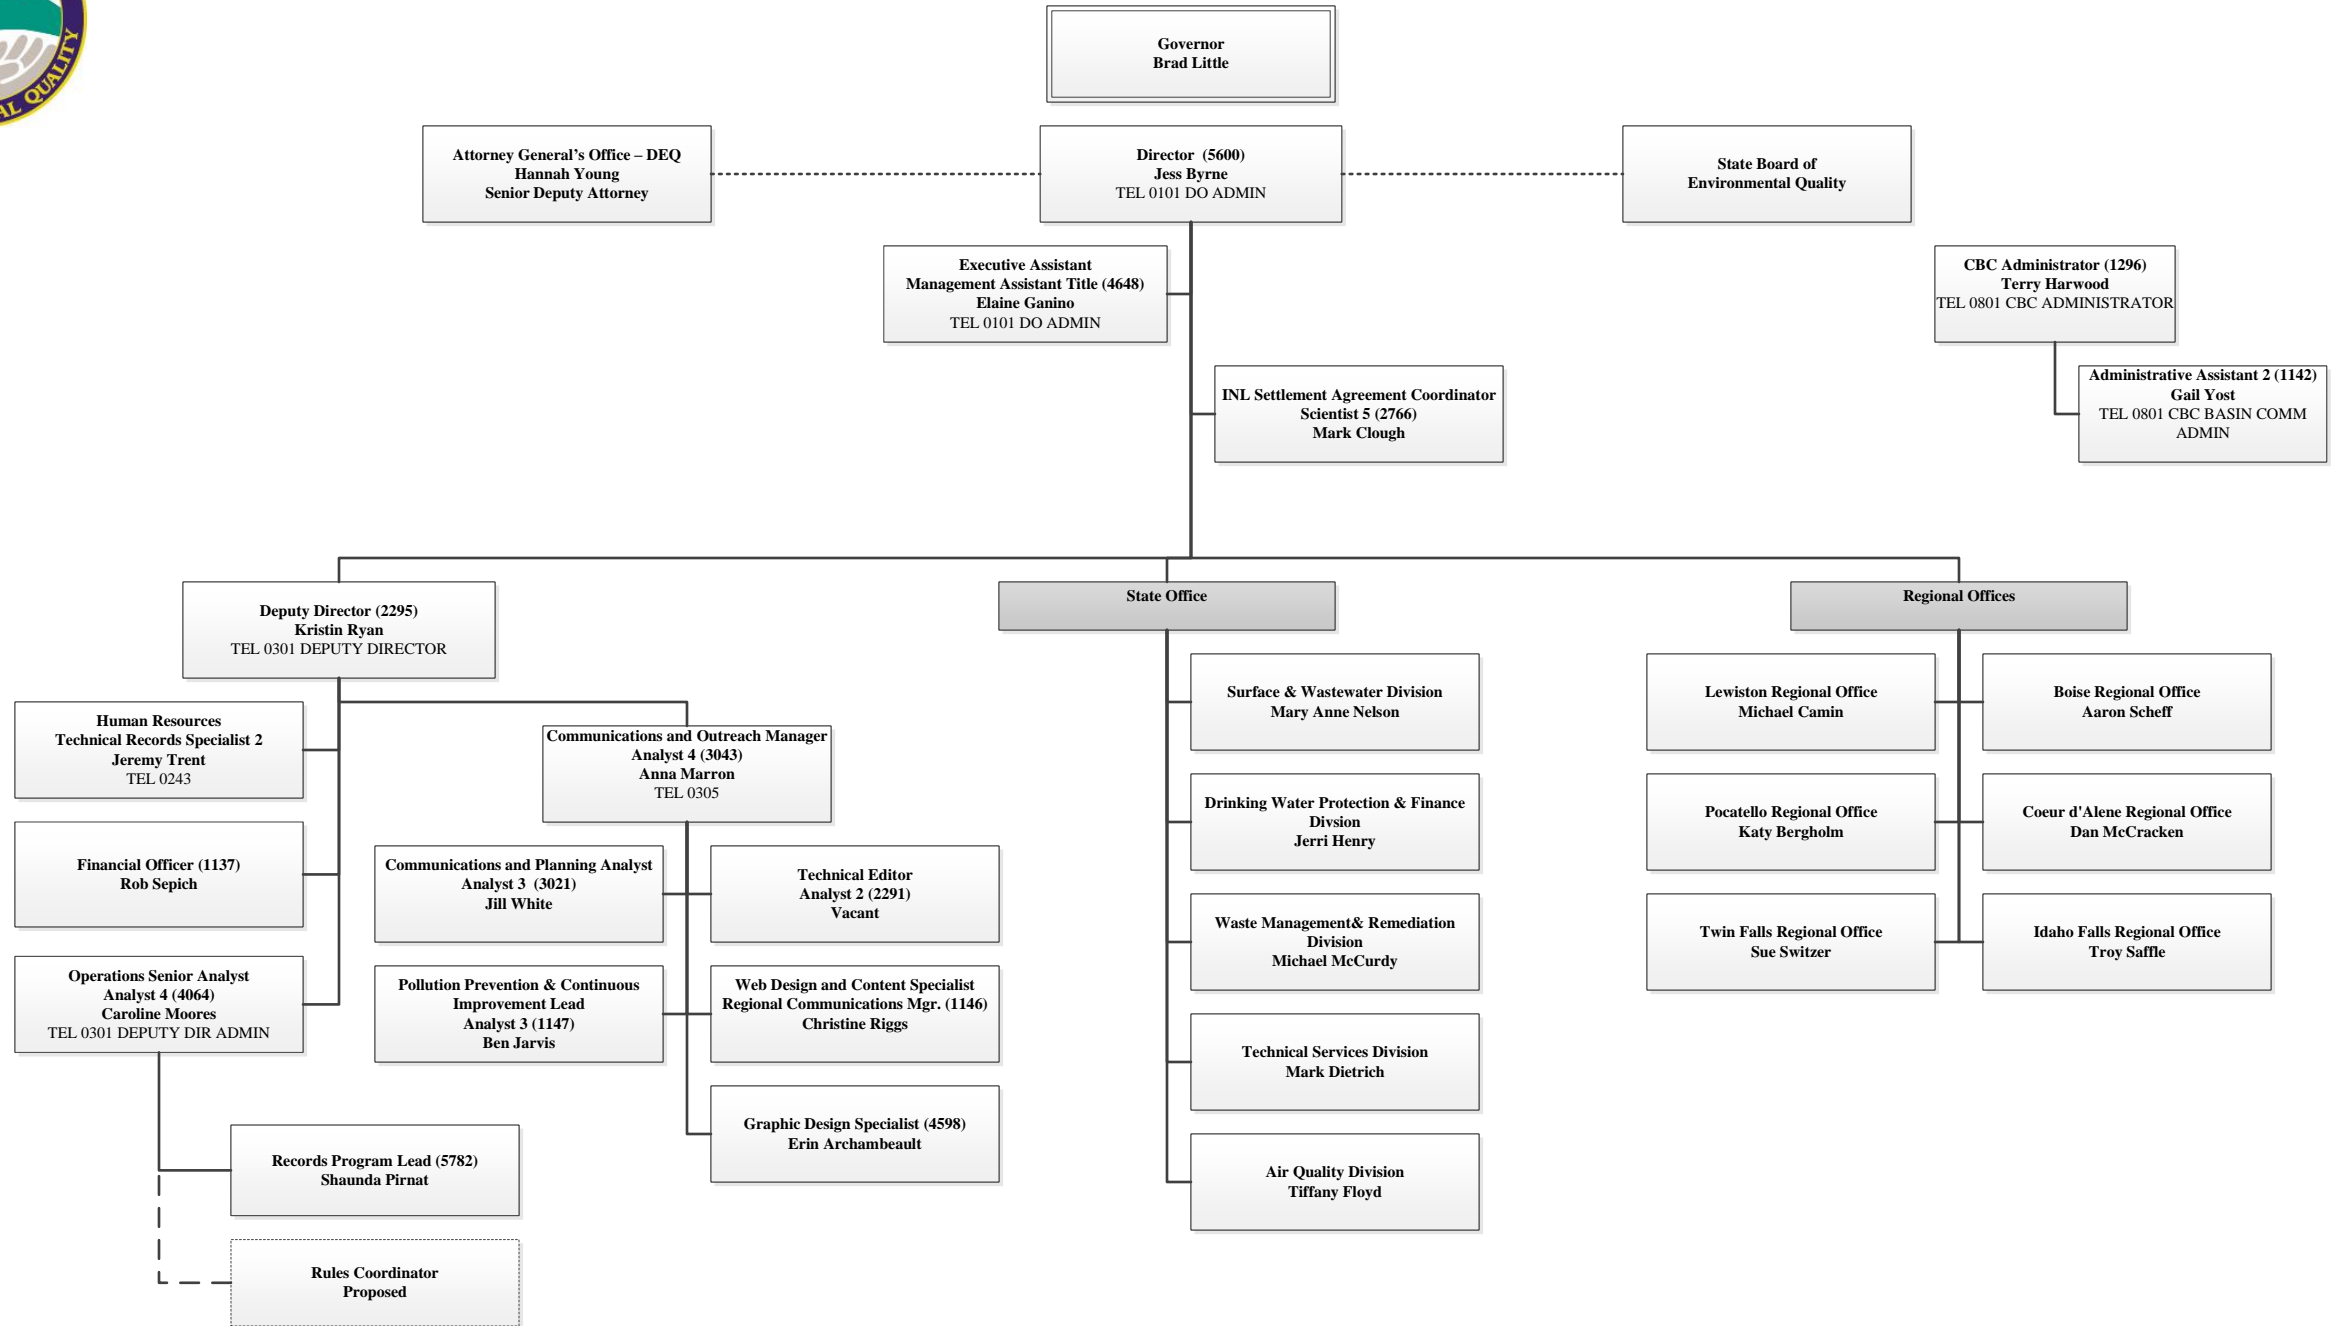 AL QUALITY
Governor
Brad Little
Attorney General's Office – DEQ
Hannah Young
Senior Deputy Attorney
Director (5600)
Jess Byrne
TEL 0101 DO ADMIN
State Board of
Environmental Quality
Executive Assistant
Management Assistant Title (4648)
Elaine Ganino
TEL 0101 DO ADMIN
CBC Administrator (1296)
Terry Harwood
TEL 0801 CBC ADMINISTRATOR
INL Settlement Agreement Coordinator
Scientist 5 (2766)
Mark Clough
Administrative Assistant 2 (1142)
Gail Yost
TEL 0801 CBC BASIN COMM
ADMIN
Deputy Director (2295)
Kristin Ryan
TEL 0301 DEPUTY DIRECTOR
State Office
Regional Offices
Human Resources
Technical Records Specialist 2
Jeremy Trent
TEL 0243
Financial Officer (1137)
Rob Sepich
Operations Senior Analyst
Analyst 4 (4064)
Caroline Moores
TEL 0301 DEPUTY DIR ADMIN
Records Program Lead (5782)
Shaunda Pirnat
Rules Coordinator
Proposed
Communications and Outreach Manager
Analyst 4 (3043)
Anna Marron
TEL 0305
Communications and Planning Analyst
Analyst 3 (3021)
Jill White
Technical Editor
Analyst 2 (2291)
Vacant
Pollution Prevention & Continuous
Improvement Lead
Analyst 3 (1147)
Ben Jarvis
Web Design and Content Specialist
Regional Communications Mgr. (1146)
Christine Riggs
Graphic Design Specialist (4598)
Erin Archambeault
Surface & Wastewater Division
Mary Anne Nelson
Drinking Water Protection & Finance
Divsion
Jerri Henry
Waste Management& Remediation
Division
Michael McCurdy
Technical Services Division
Mark Dietrich
Air Quality Division
Tiffany Floyd
Lewiston Regional Office
Michael Camin
Boise Regional Office
Aaron Scheff
Pocatello Regional Office
Katy Bergholm
Coeur d'Alene Regional Office
Dan McCracken
Twin Falls Regional Office
Sue Switzer
Idaho Falls Regional Office
Troy Saffle